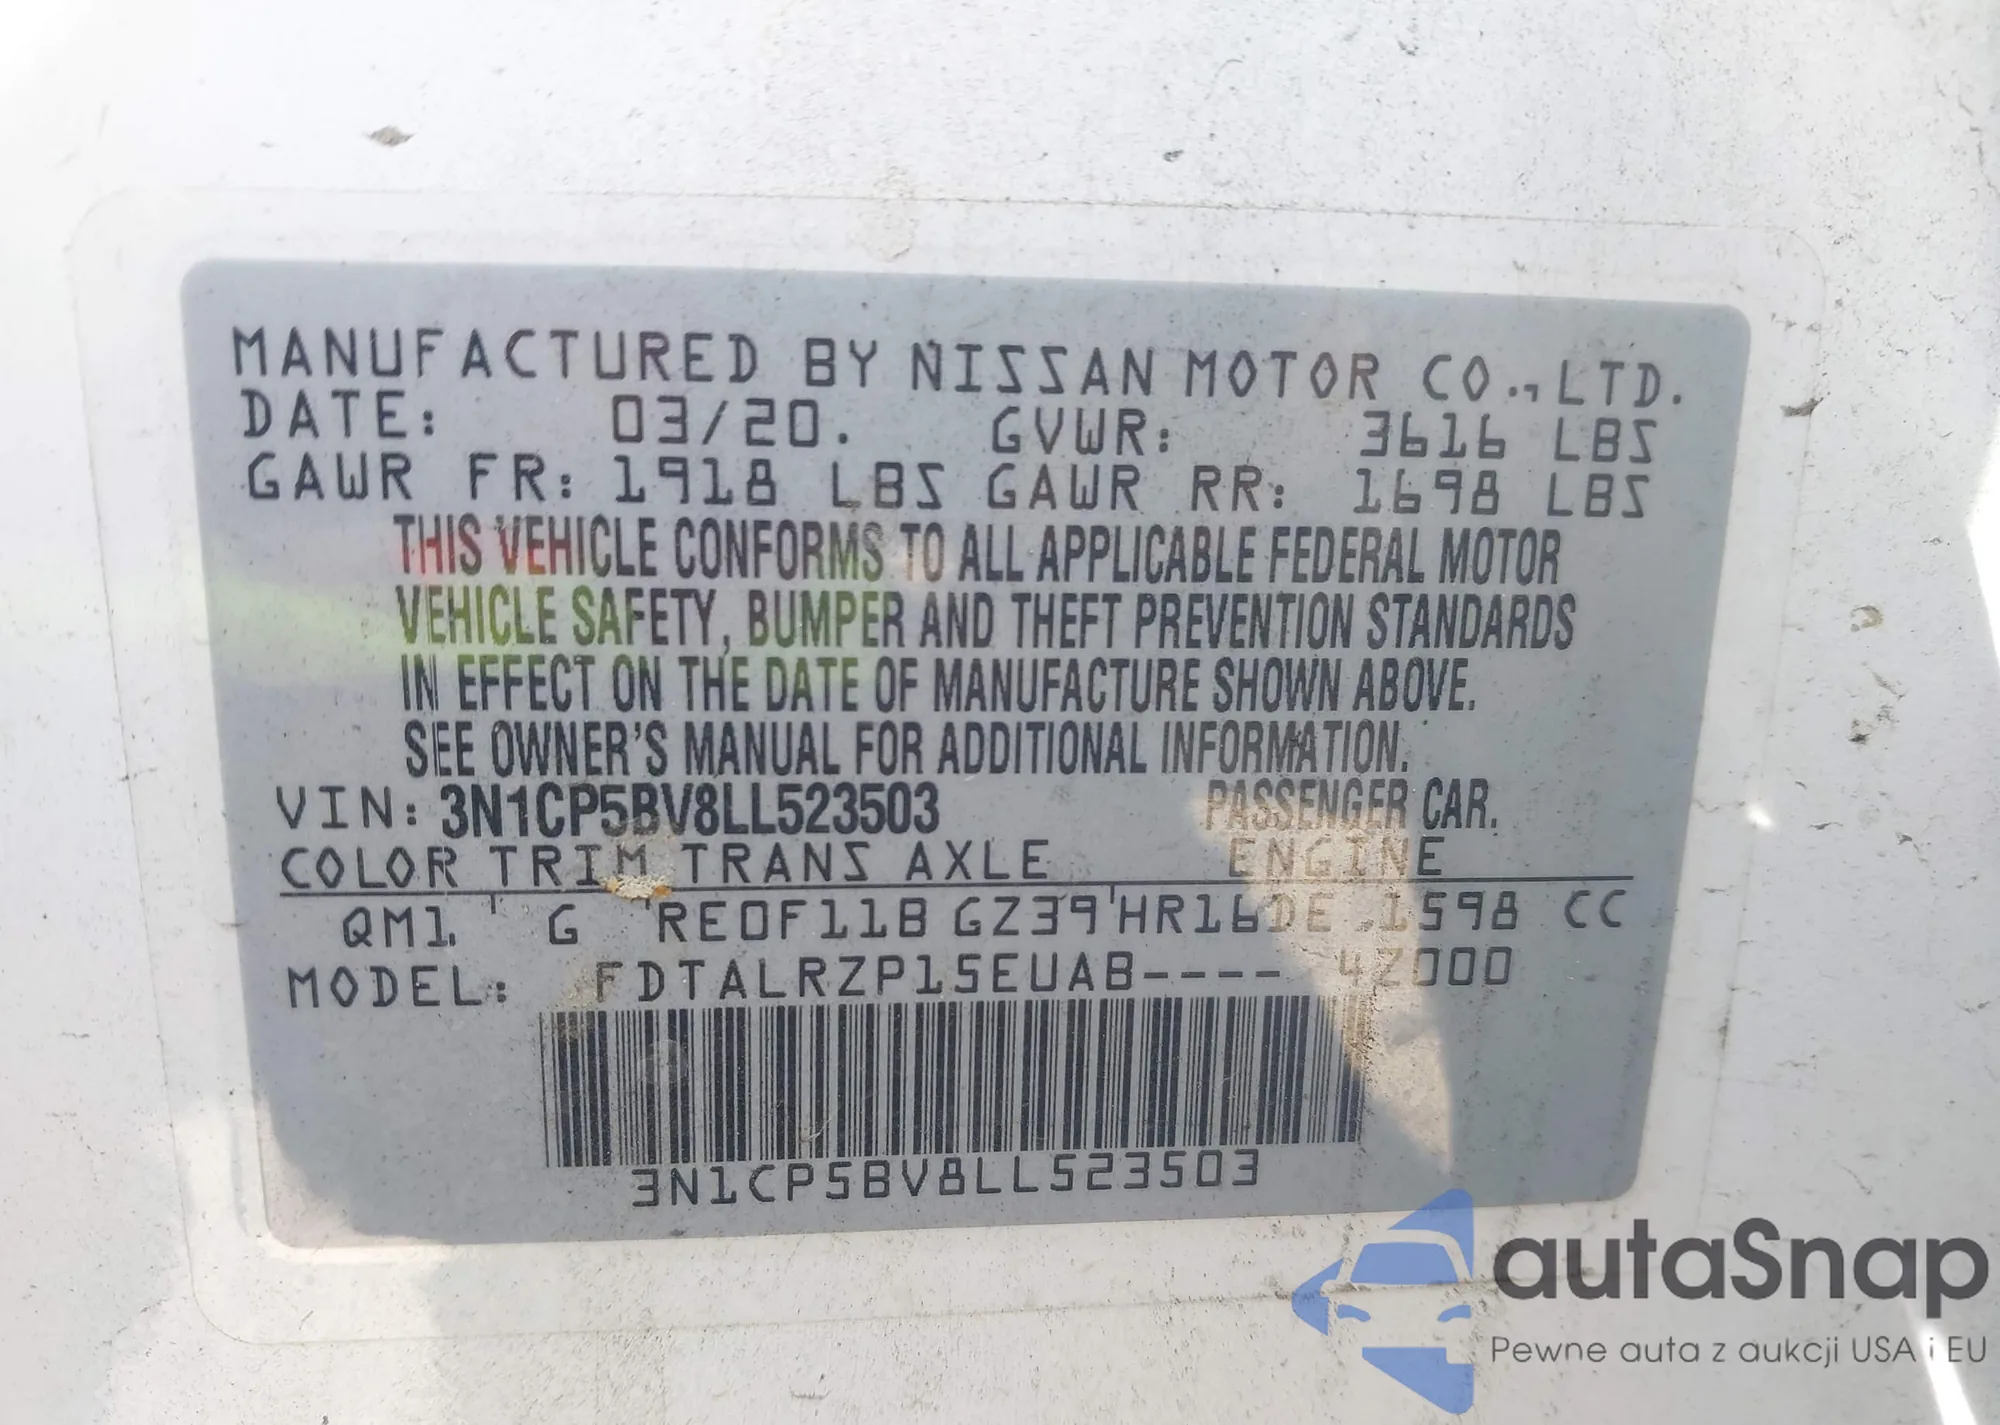 MANUFACTURED BY NISSAN MOTOR CO., LTD.
DATE: 03/20. GVWR: 3616 LBS
GAWR FR: 1918 LBS GAWR RR: 1698 LBS
THIS VEHICLE CONFORMS TO ALL APPLICABLE FEDERAL MOTOR
VEHICLE SAFETY, BUMPER AND THEFT PREVENTION STANDARDS
IN EFFECT ON THE DATE OF MANUFACTURE SHOWN ABOVE.
SEE OWNER'S MANUAL FOR ADDITIONAL INFORMATION.
VIN: 3N1CP5BV8LL523503 PASSENGER CAR.
COLOR TRIM TRANS AXLE ENGINE
QM1 G RE0F11B GZ39 HR16DE 1598 CC
MODEL: FDTALRZP15EUAB---- 4Z000
3N1CP5BV8LL523503
autaSnap
Pewne auta z aukcji USA i EU